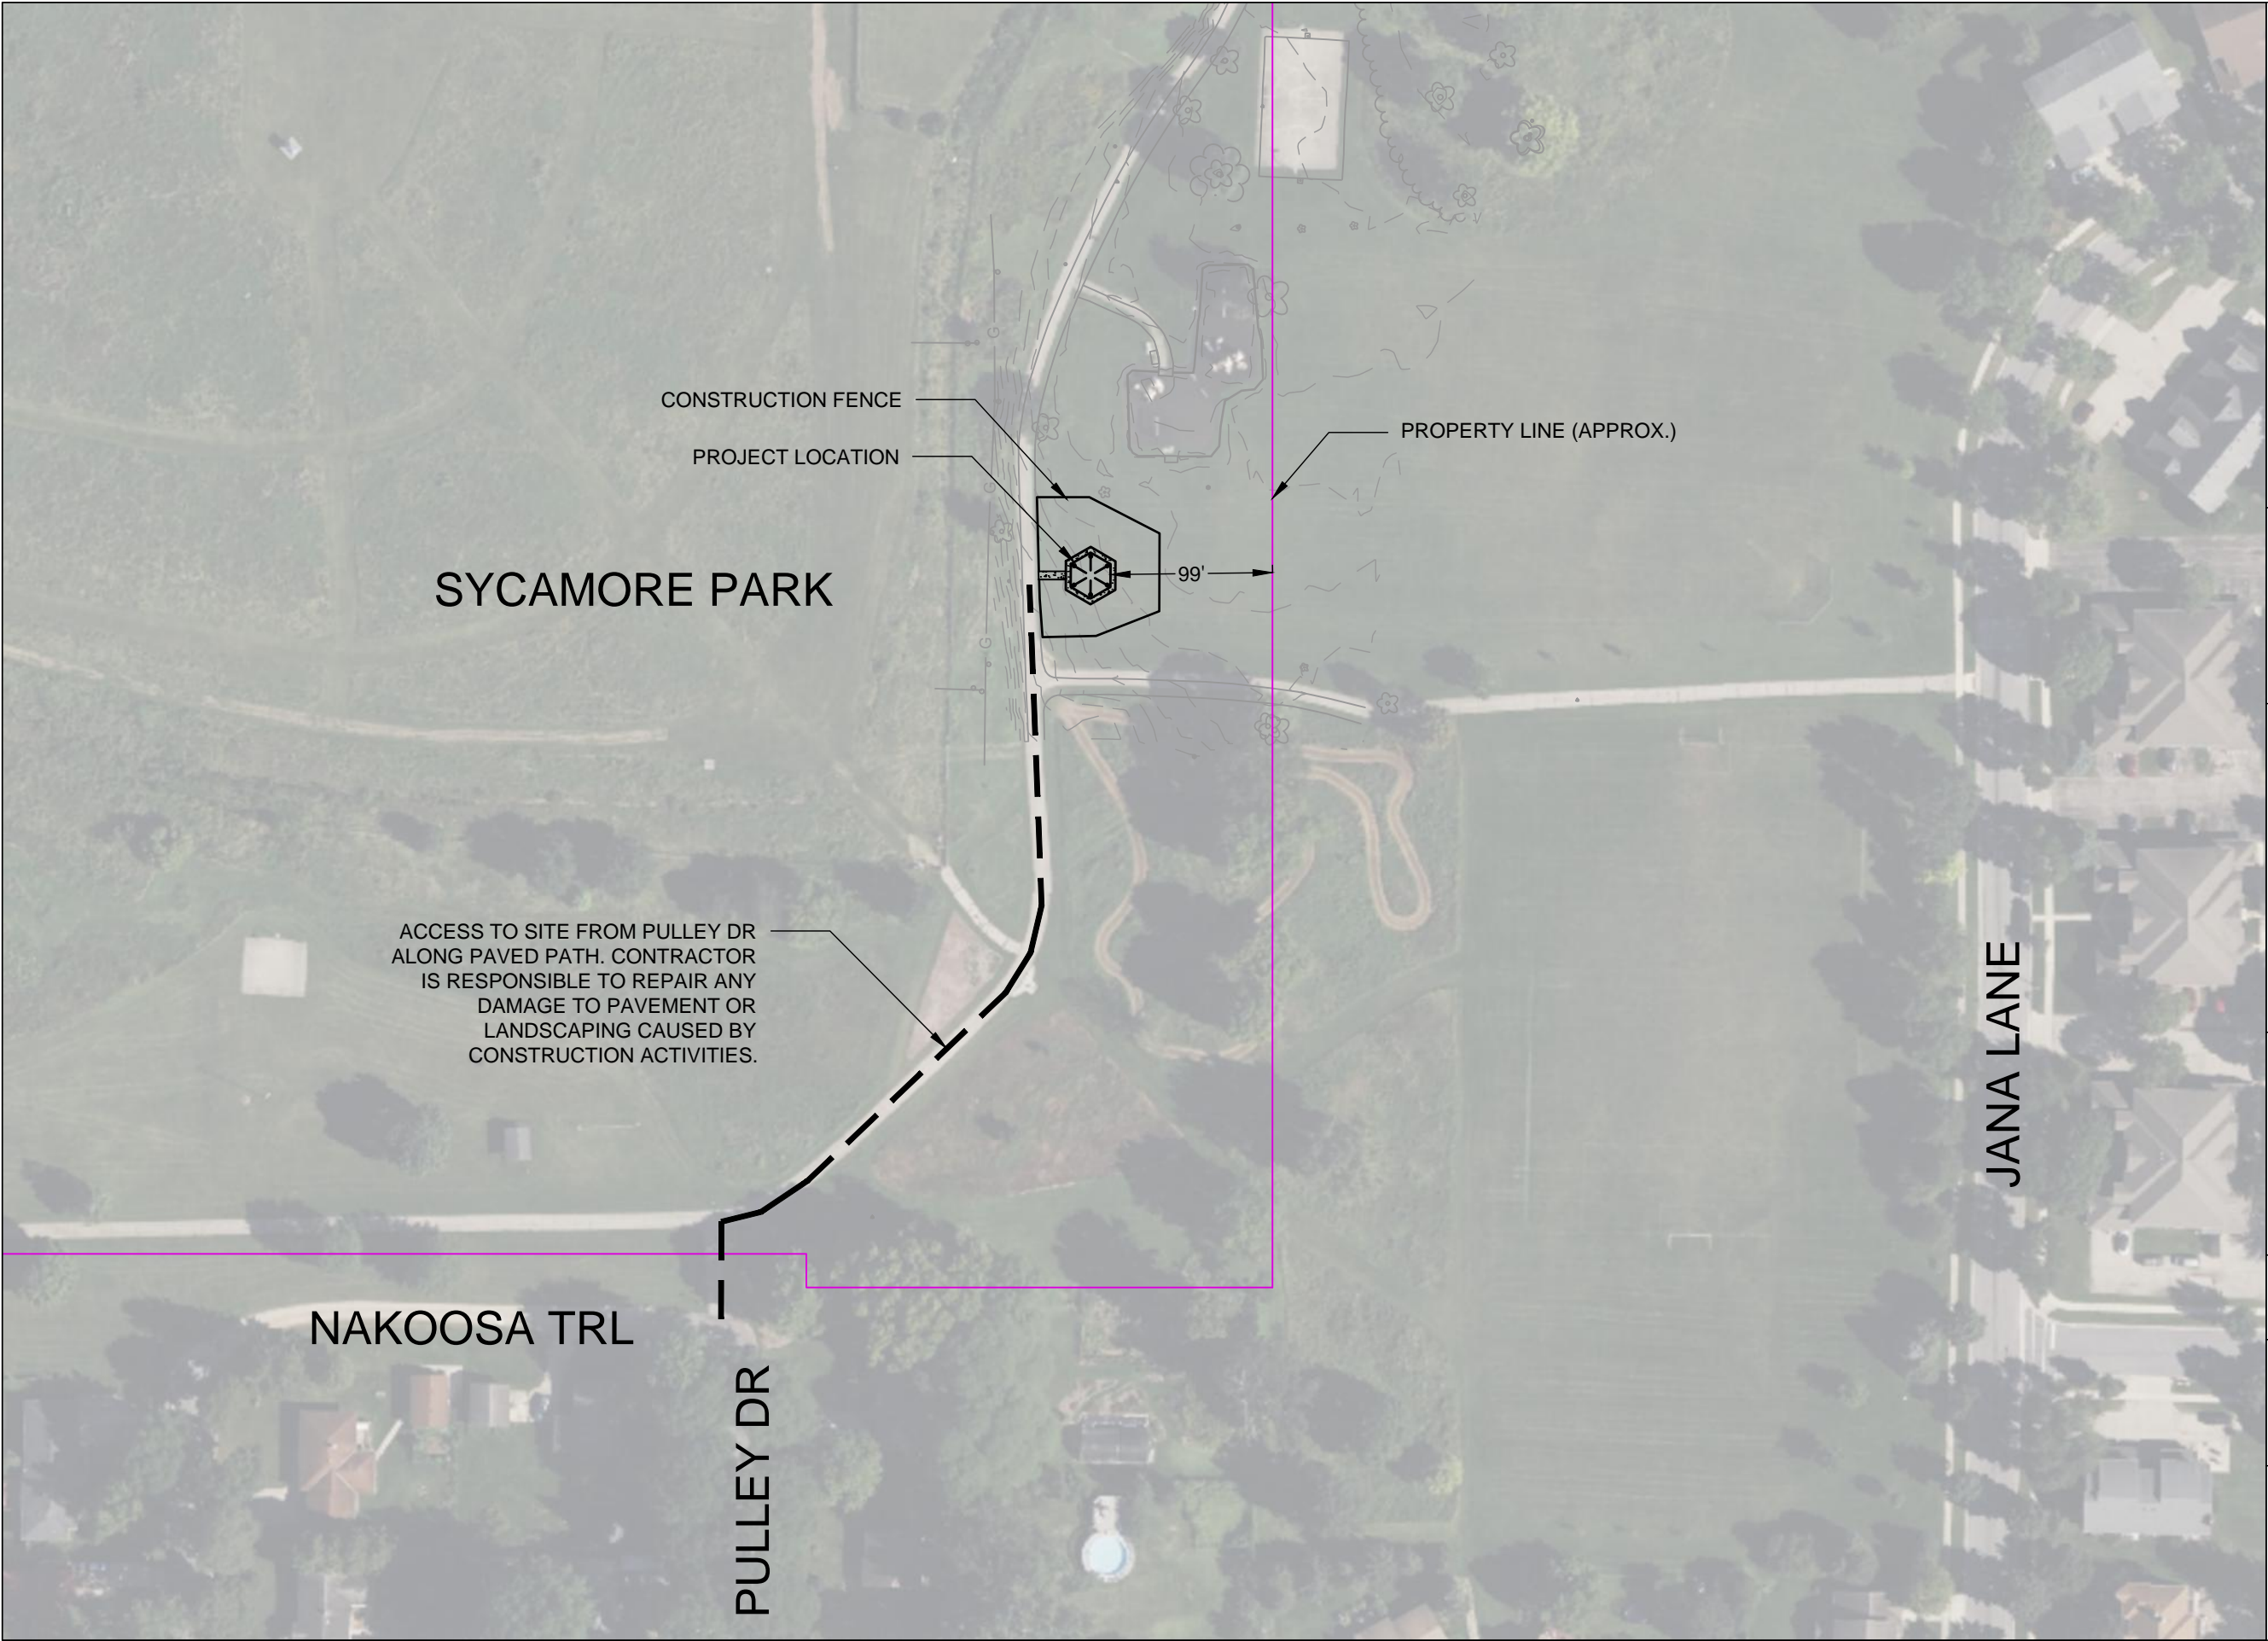 CONSTRUCTION FENCE
PROJECT LOCATION
PROPERTY LINE (APPROX.)
99'
SYCAMORE PARK
G
G
G
ACCESS TO SITE FROM PULLEY DR
ALONG PAVED PATH. CONTRACTOR
IS RESPONSIBLE TO REPAIR ANY
DAMAGE TO PAVEMENT OR
LANDSCAPING CAUSED BY
CONSTRUCTION ACTIVITIES.
JANA LANE
NAKOOSA TRL
PULLEY DR